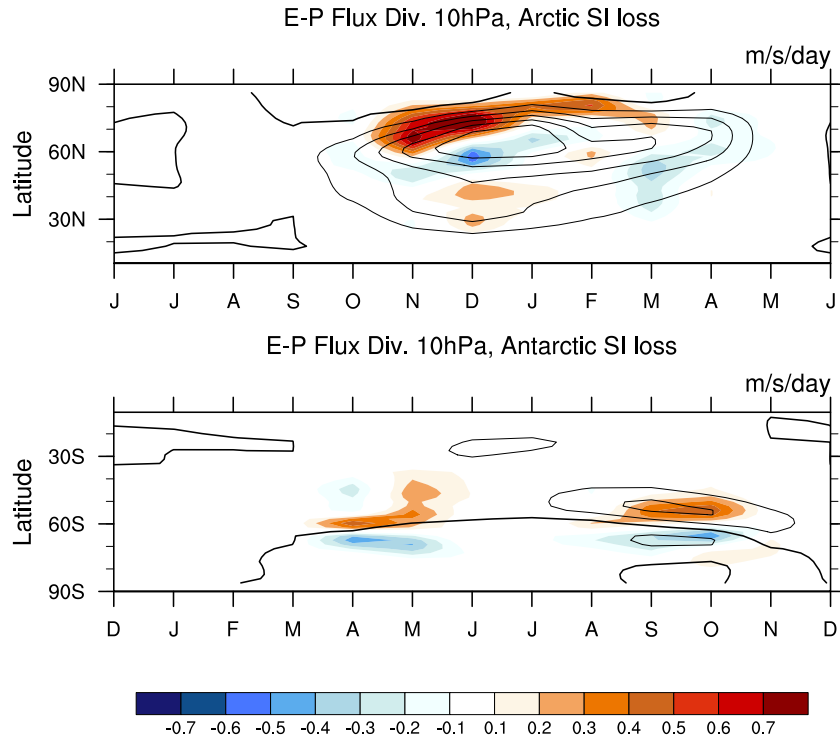 E-P Flux Div. 10hPa, Arctic SI loss
m/s/day
90N
60N
30N
Latitude
J J A S O N D J F M A M J
E-P Flux Div. 10hPa, Antarctic SI loss
m/s/day
30S
60S
90S
Latitude
D J F M A M J J A S O N D
-0.7 -0.6 -0.5 -0.4 -0.3 -0.2 -0.1 0.1 0.2 0.3 0.4 0.5 0.6 0.7